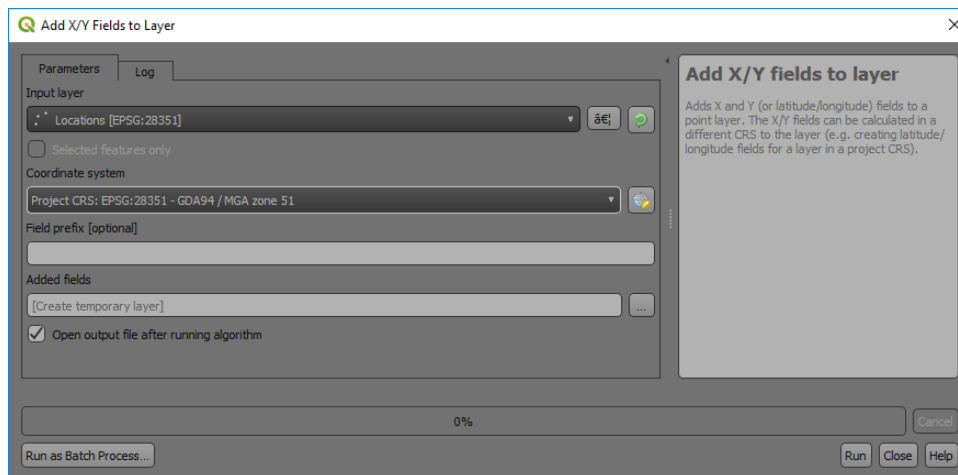 Add X/Y Fields to Layer
Parameters
Log
Input layer
Locations [EPSG:28351]
…
Selected features only
Coordinate system
Project CRS: EPSG:28351 - GDA94 / MGA zone 51
Field prefix [optional]
Added fields
[Create temporary layer]
...
Open output file after running algorithm
Add X/Y fields to layer
Adds X and Y (or latitude/longitude) fields to a
point layer. The X/Y fields can be calculated in a
different CRS to the layer (e.g. creating latitude/
longitude fields for a layer in a project CRS).
0%
Cancel
Run as Batch Process...
Run
Close
Help